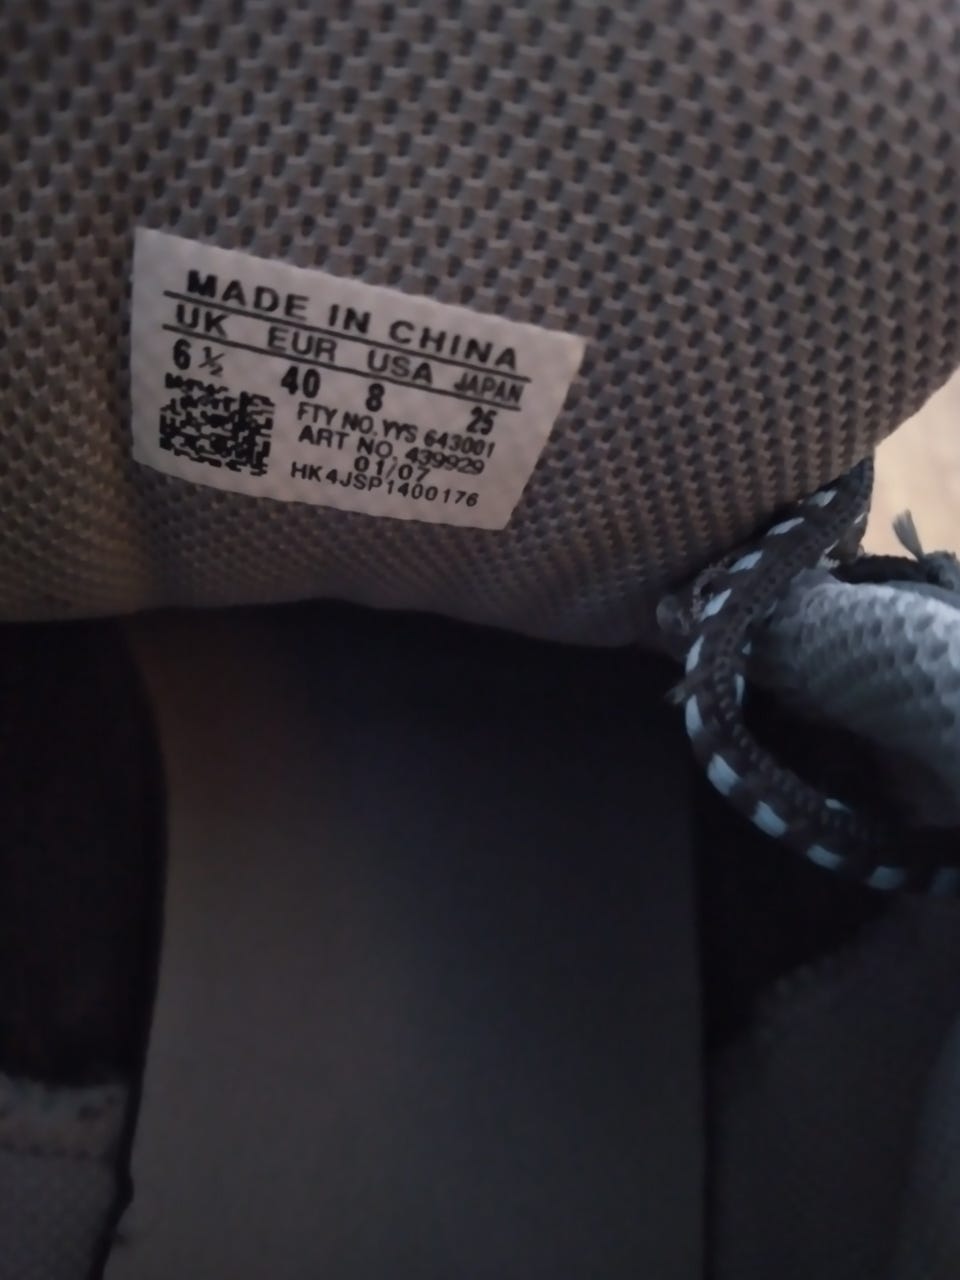 MADE IN CHINA
UK EUR USA JAPAN
6 ½ 40 8 25
FTY NO. YYS 643001
ART NO. 439929
01/07
HK4JSP1400176